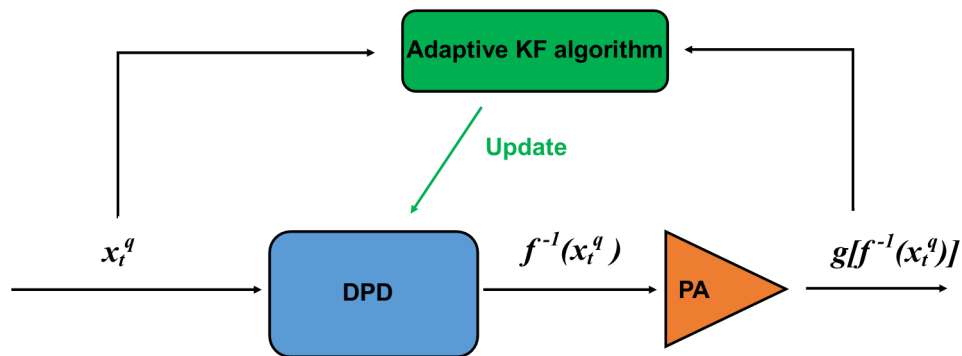 Adaptive KF algorithm
Update
x_t^q
DPD
f^{-1}(x_t^q)
PA
g[f^{-1}(x_t^q)]